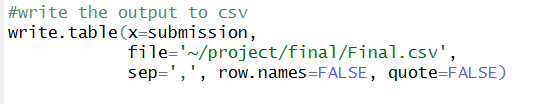 #write the output to csv
write.table(x=submission,
file='~/project/final/Final.csv',
sep=',', row.names=FALSE, quote=FALSE)